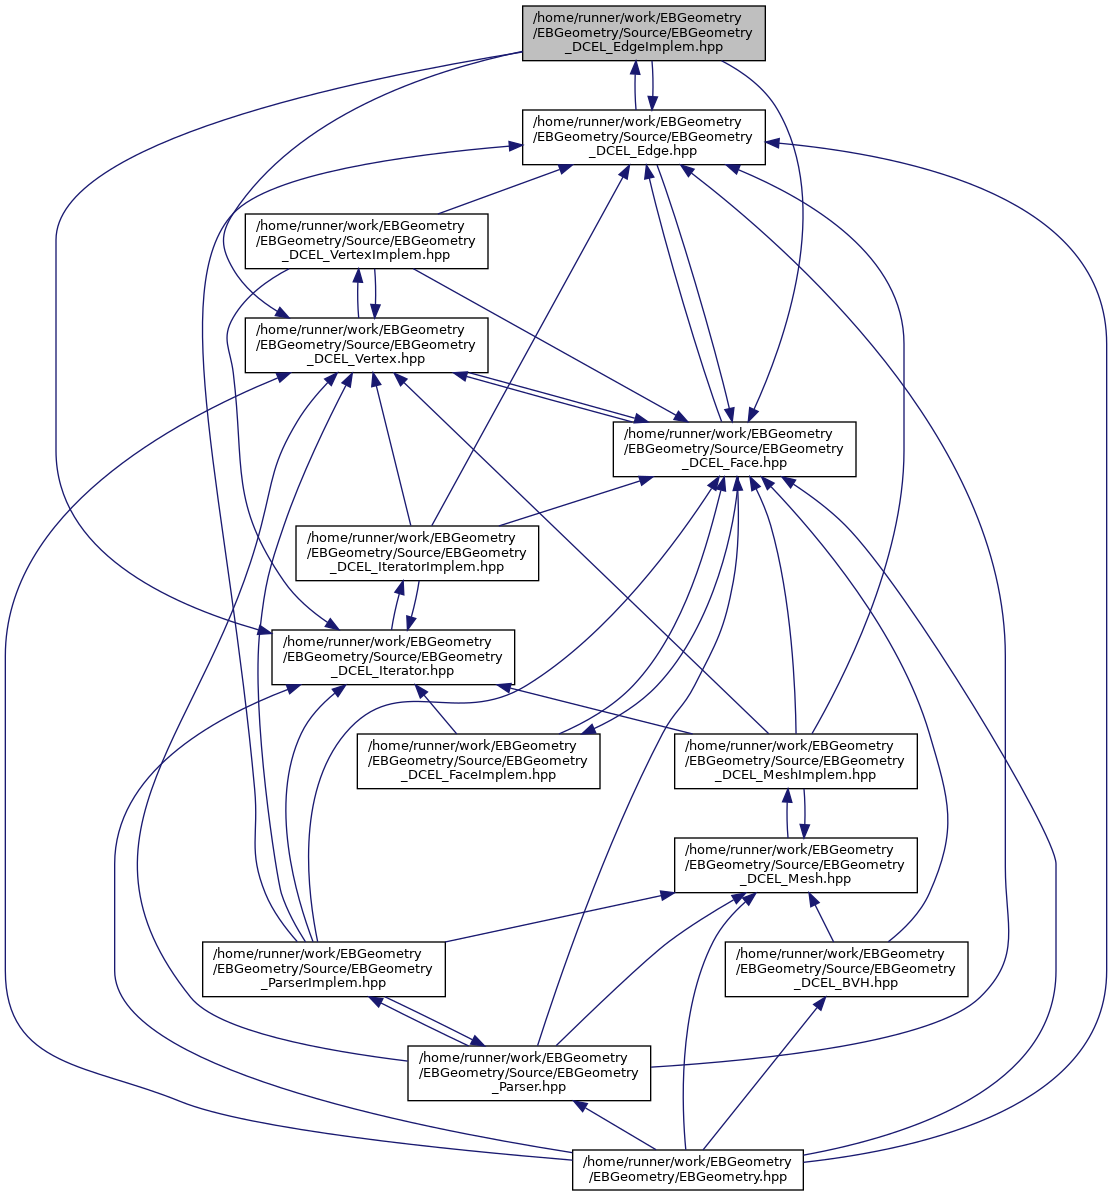 /home/runner/work/EBGeometry
/EBGeometry/Source/EBGeometry
_DCEL_EdgeImplem.hpp
/home/runner/work/EBGeometry
/EBGeometry/Source/EBGeometry
_DCEL_Edge.hpp
/home/runner/work/EBGeometry
/EBGeometry/Source/EBGeometry
_DCEL_VertexImplem.hpp
/home/runner/work/EBGeometry
/EBGeometry/Source/EBGeometry
_DCEL_Vertex.hpp
/home/runner/work/EBGeometry
/EBGeometry/Source/EBGeometry
_DCEL_Face.hpp
/home/runner/work/EBGeometry
/EBGeometry/Source/EBGeometry
_DCEL_IteratorImplem.hpp
/home/runner/work/EBGeometry
/EBGeometry/Source/EBGeometry
_DCEL_Iterator.hpp
/home/runner/work/EBGeometry
/EBGeometry/Source/EBGeometry
_DCEL_FaceImplem.hpp
/home/runner/work/EBGeometry
/EBGeometry/Source/EBGeometry
_DCEL_MeshImplem.hpp
/home/runner/work/EBGeometry
/EBGeometry/Source/EBGeometry
_DCEL_Mesh.hpp
/home/runner/work/EBGeometry
/EBGeometry/Source/EBGeometry
_ParserImplem.hpp
/home/runner/work/EBGeometry
/EBGeometry/Source/EBGeometry
_DCEL_BVH.hpp
/home/runner/work/EBGeometry
/EBGeometry/Source/EBGeometry
_Parser.hpp
/home/runner/work/EBGeometry
/EBGeometry/EBGeometry.hpp